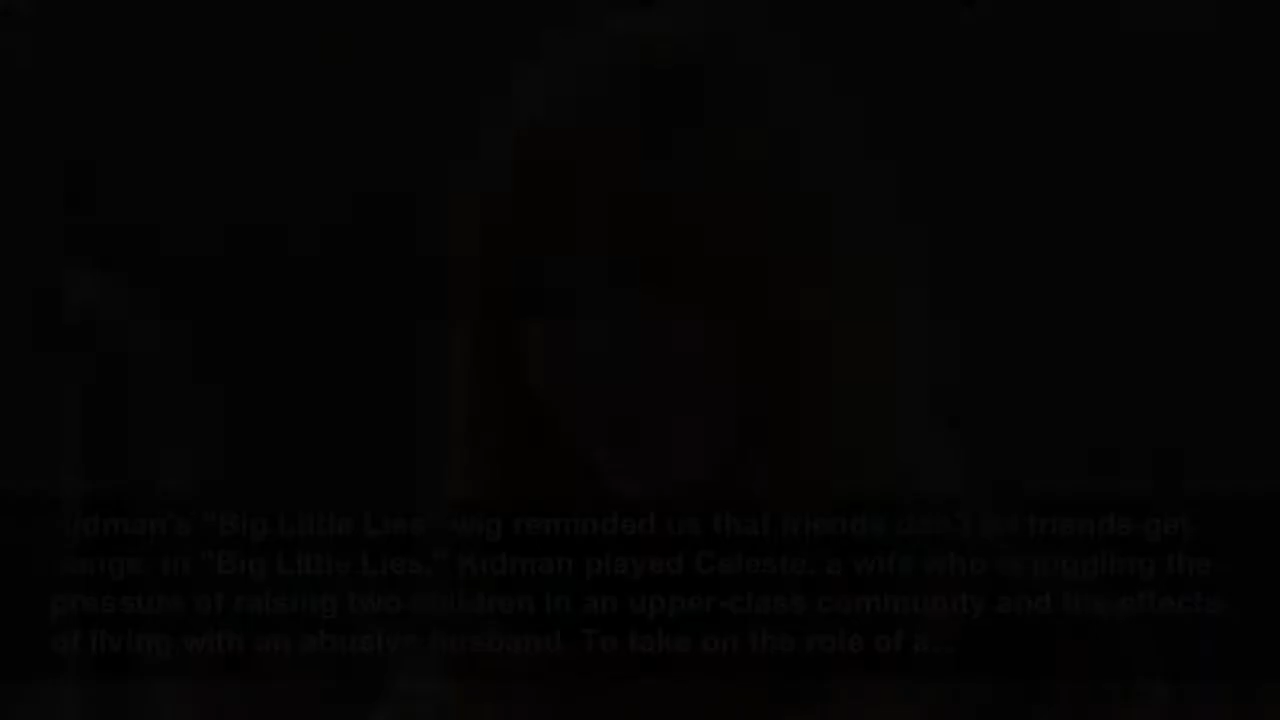 "Big Little Lies" wig reminded us that friends friends get
in "Big Little Lies," Kidman played Celeste, a wife who is juggling the
pressure of raising two children in an upper-class community and the effects
of living with an abusive husband. To take on the role of a...